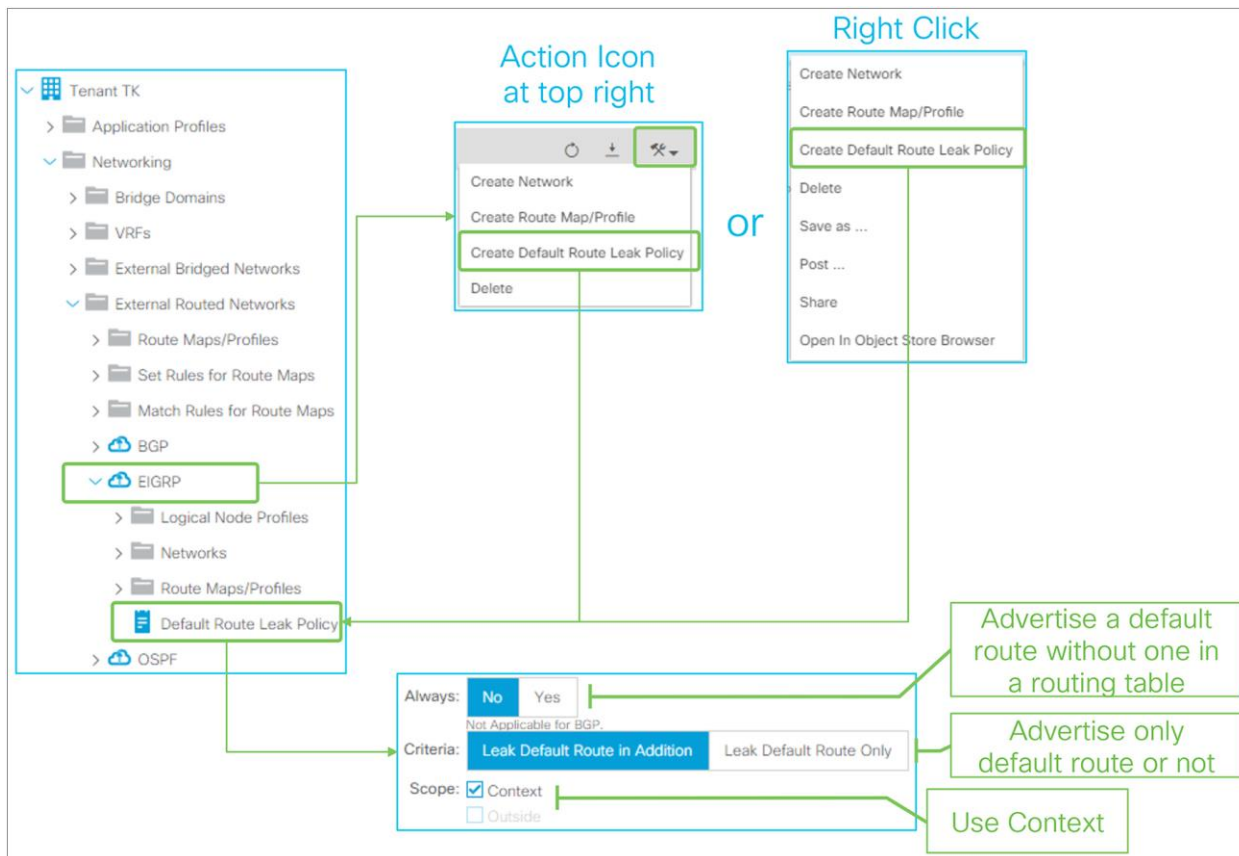 Tenant TK
Application Profiles
Networking
Bridge Domains
VRFs
External Bridged Networks
External Routed Networks
Route Maps/Profiles
Set Rules for Route Maps
Match Rules for Route Maps
BGP
EIGRP
Logical Node Profiles
Networks
Route Maps/Profiles
Default Route Leak Policy
OSPF
Action Icon
at top right
Create Network
Create Route Map/Profile
Create Default Route Leak Policy
Delete
or
Right Click
Create Network
Create Route Map/Profile
Create Default Route Leak Policy
Delete
Save as ...
Post ...
Share
Open In Object Store Browser
Always: No Yes
Not Applicable for BGP.
Criteria: Leak Default Route in Addition Leak Default Route Only
Scope: Context
Outside
Advertise a default
route without one in
a routing table
Advertise only
default route or not
Use Context